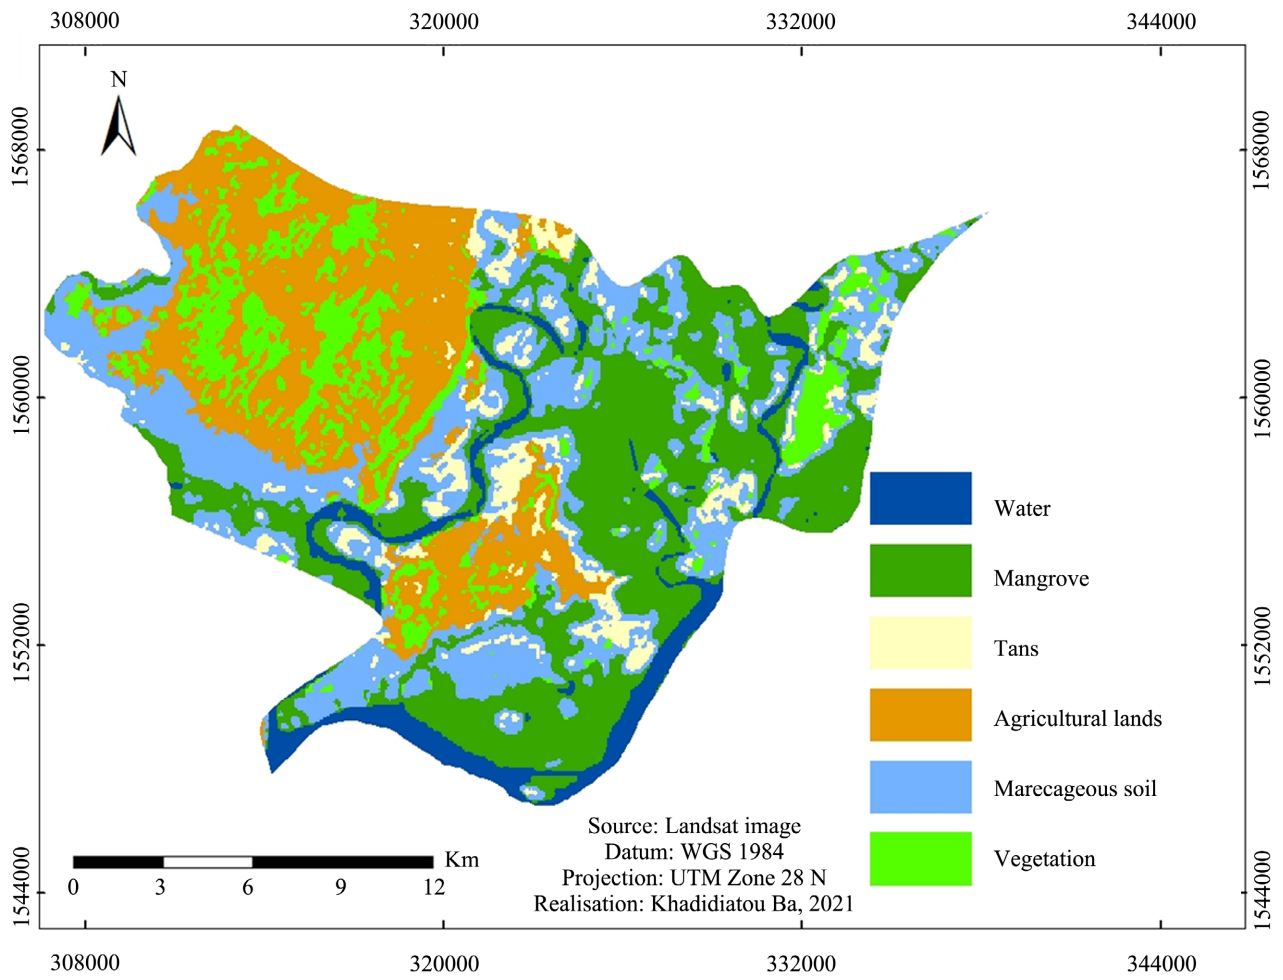 308000 320000 332000 344000
N
1568000 1568000
1560000 1560000
1552000 1552000
1544000 1544000
Water
Mangrove
Tans
Agricultural lands
Marecageous soil
Vegetation
Source: Landsat image
Datum: WGS 1984
Projection: UTM Zone 28 N
Realisation: Khadidiatou Ba, 2021
Km
0 3 6 9 12
308000 320000 332000 344000